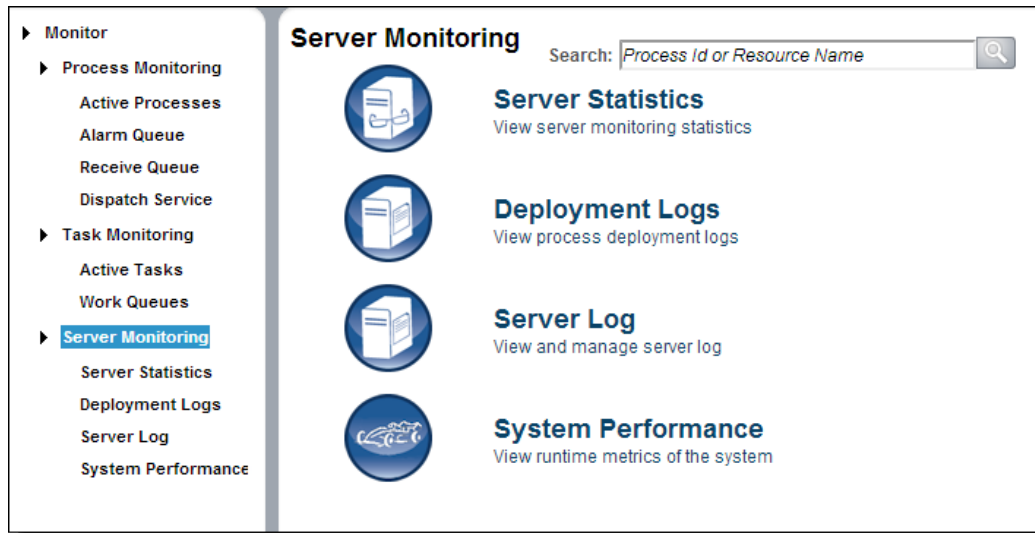 Monitor
Process Monitoring
Active Processes
Alarm Queue
Receive Queue
Dispatch Service
Task Monitoring
Active Tasks
Work Queues
Server Monitoring
Server Statistics
Deployment Logs
Server Log
System Performance
Server Monitoring
Search: Process Id or Resource Name
Server Statistics
View server monitoring statistics
Deployment Logs
View process deployment logs
Server Log
View and manage server log
System Performance
View runtime metrics of the system